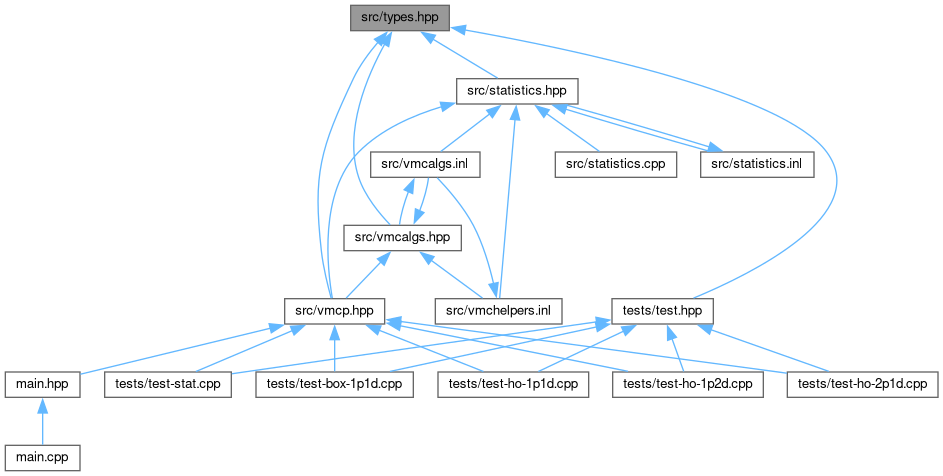 src/types.hpp
src/statistics.hpp
src/vmcalgs.inl
src/statistics.cpp
src/statistics.inl
src/vmcalgs.hpp
src/vmcp.hpp
src/vmchelpers.inl
tests/test.hpp
main.hpp
tests/test-stat.cpp
tests/test-box-1p1d.cpp
tests/test-ho-1p1d.cpp
tests/test-ho-1p2d.cpp
tests/test-ho-2p1d.cpp
main.cpp